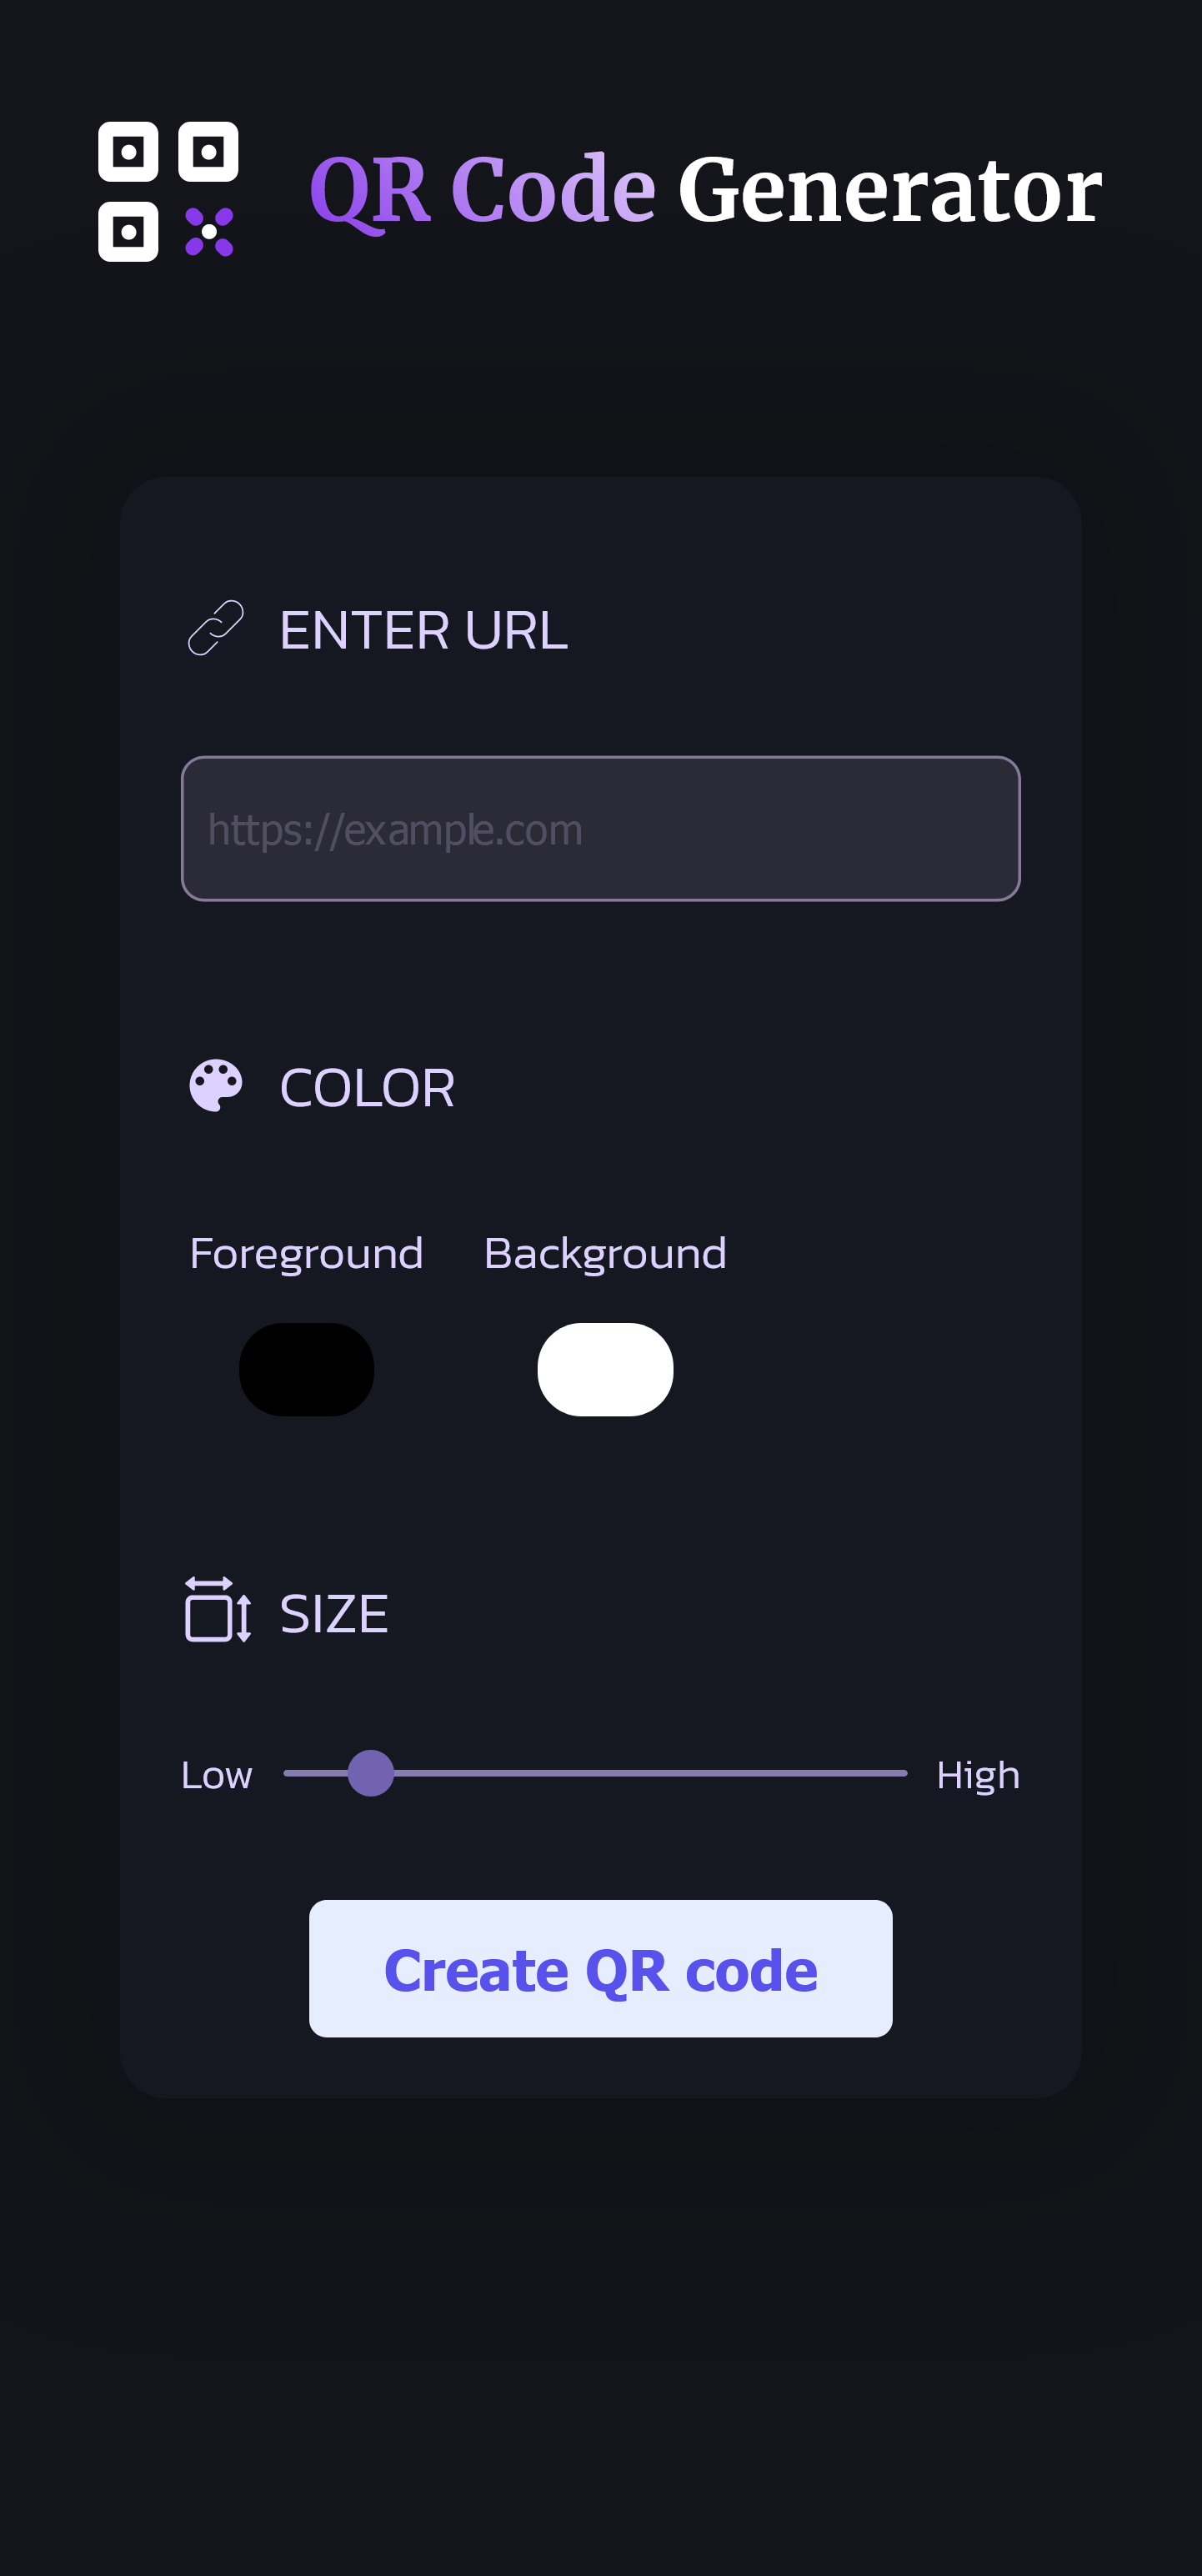 QR Code Generator
ENTER URL
https://example.com
COLOR
Foreground Background
SIZE
Low High
Create QR code